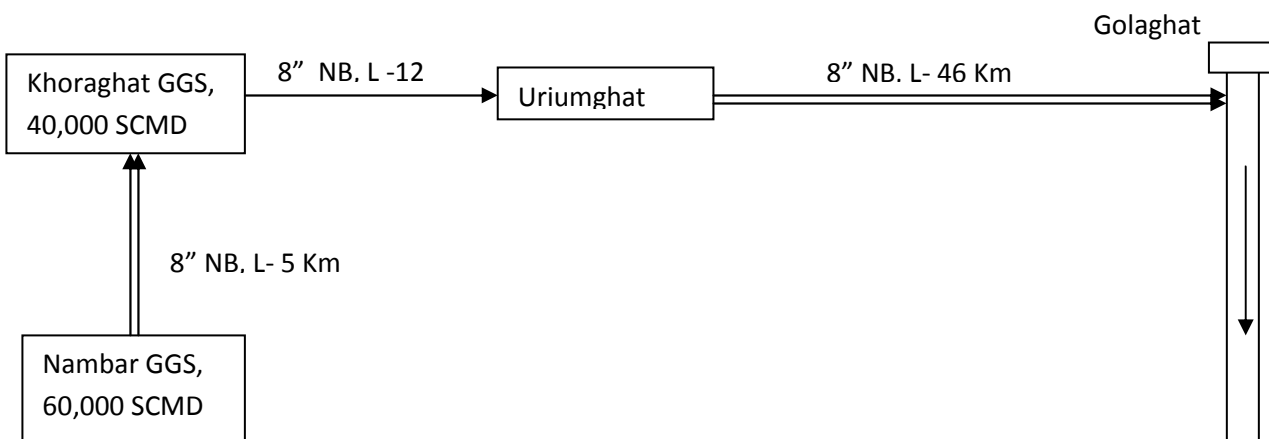 Golaghat
Khoraghat GGS,
40,000 SCMD
8” NB, L -12
Uriumghat
8” NB. L- 46 Km
8” NB, L- 5 Km
Nambar GGS,
60,000 SCMD